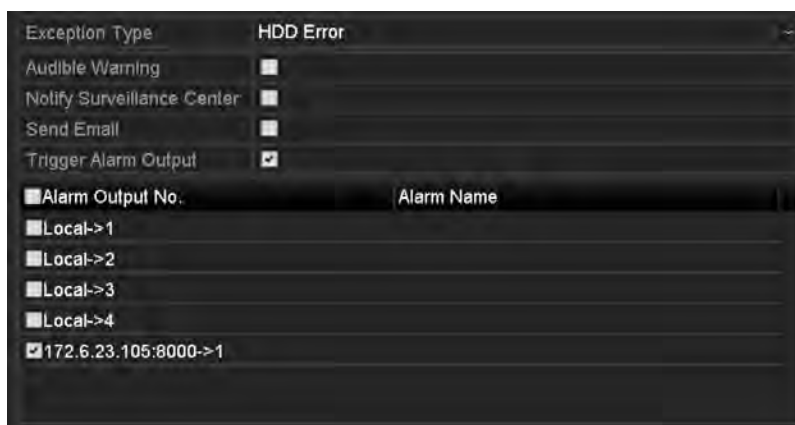 Exception Type HDD Error
Audible Warning
Notify Surveillance Center
Send Email
Trigger Alarm Output
Alarm Output No. Alarm Name
Local->1
Local->2
Local->3
Local->4
172.6.23.105:8000->1